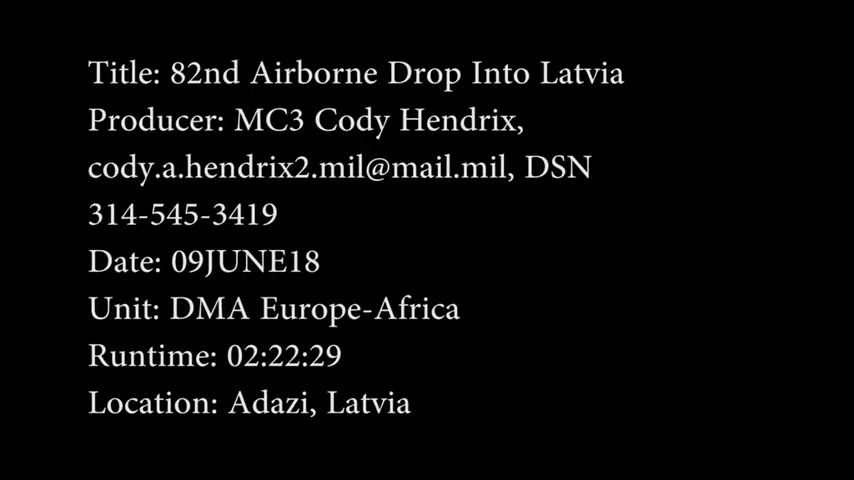 Title: 82nd Airborne Drop Into Latvia
Producer: MC3 Cody Hendrix,
cody.a.hendrix2.mil@mail.mil, DSN
314-545-3419
Date: 09JUNE18
Unit: DMA Europe-Africa
Runtime: 02:22:29
Location: Adazi, Latvia